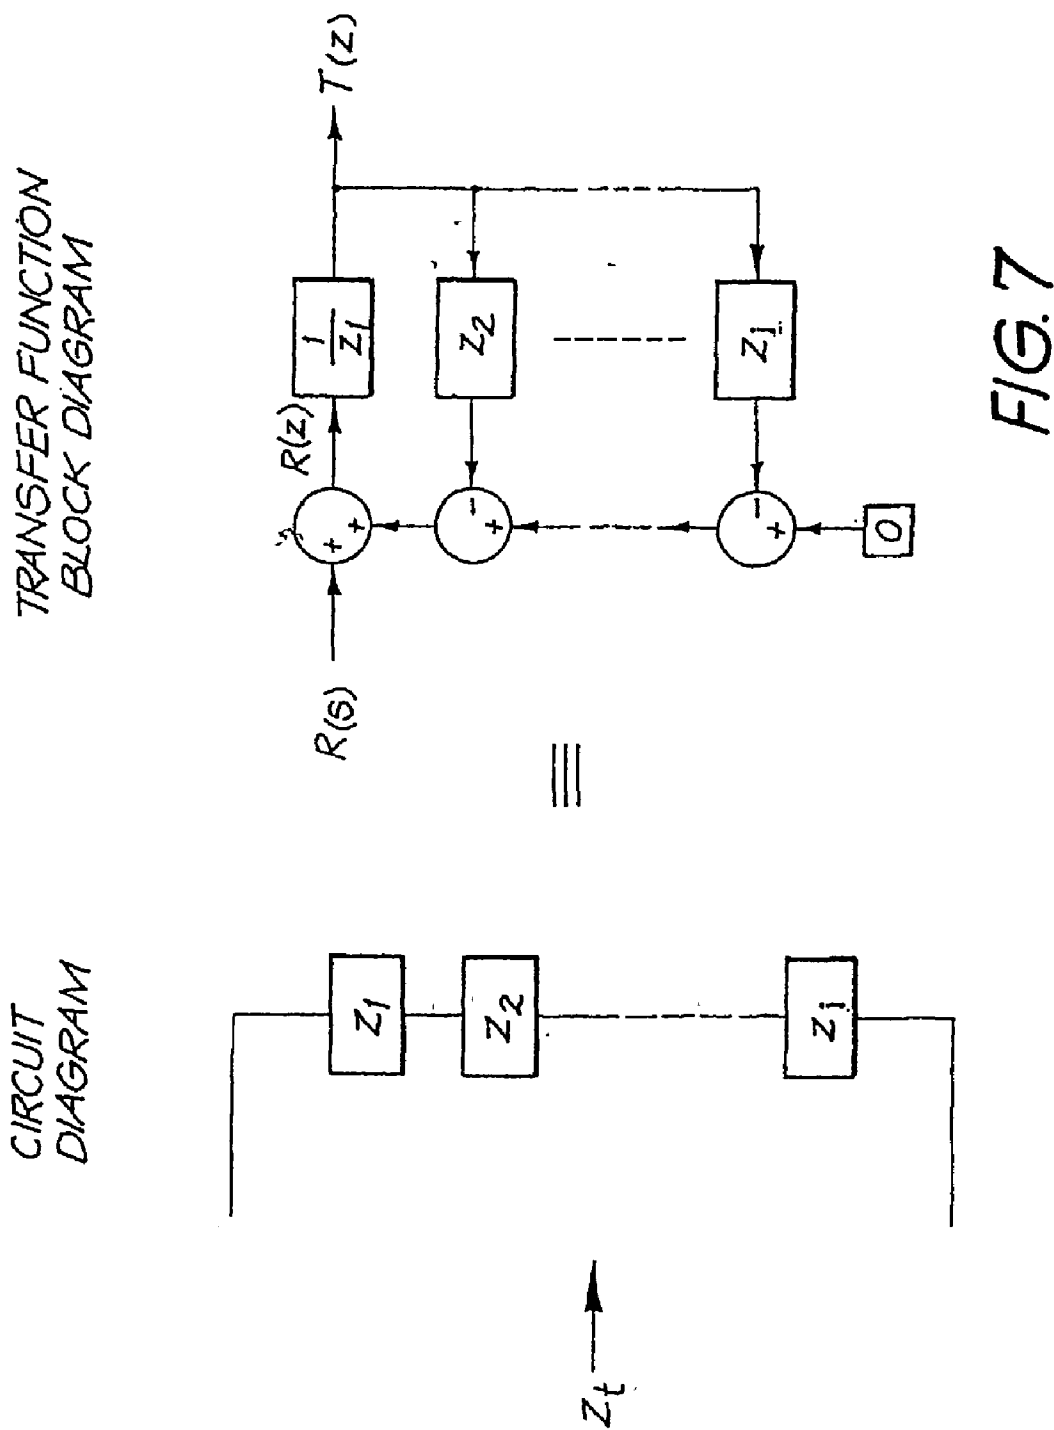 CIRCUIT
DIAGRAM
TRANSFER FUNCTION
BLOCK DIAGRAM
Zt
Z1
Z2
Zi
≡
R(s)
+
+
R(z)
1
Z1
T(z)
-
+
Z2
-
+
Zi
0
FIG. 7